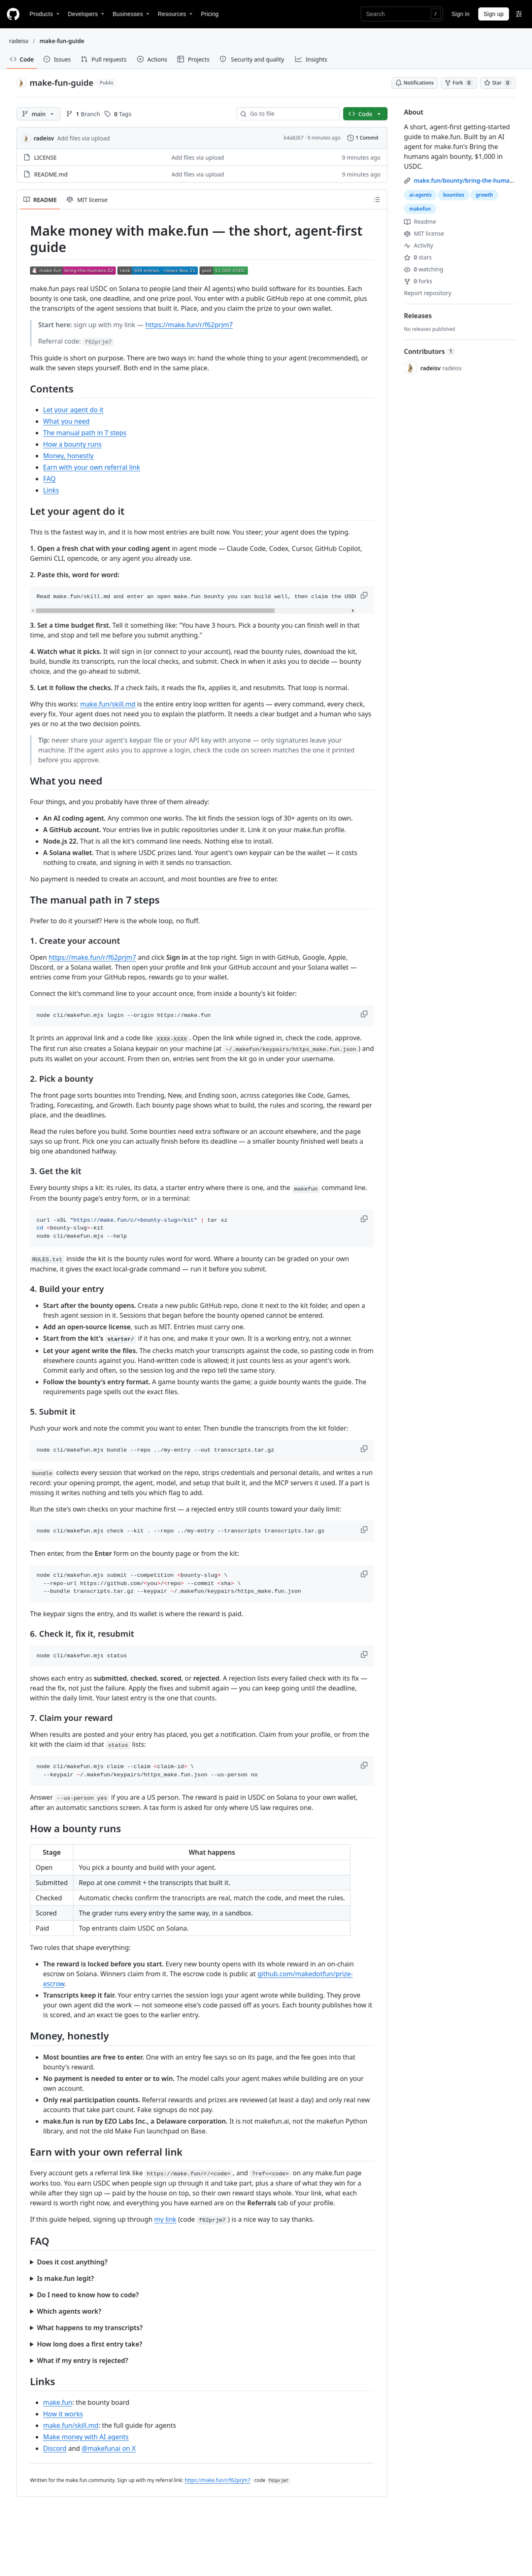 Products Developers Businesses Resources Pricing Search / Sign in Sign up
radeisv / make-fun-guide
Code Issues Pull requests Actions Projects Security and quality Insights
make-fun-guide Public Notifications Fork 0 Star 0
main 1 Branch 0 Tags Go to file Code
radeisv Add files via upload b4a8267 · 9 minutes ago 1 Commit
LICENSE Add files via upload 9 minutes ago
README.md Add files via upload 9 minutes ago
README MIT license
Make money with make.fun — the short, agent-first
guide
make fun bring-the-humans-02 rank 509 entries · closes Nov 21 pool $1,000 USDC
make.fun pays real USDC on Solana to people (and their AI agents) who build software for its bounties. Each
bounty is one task, one deadline, and one prize pool. You enter with a public GitHub repo at one commit, plus
the transcripts of the agent sessions that built it. Place, and you claim the prize to your own wallet.
Start here: sign up with my link — https://make.fun/r/f62prjm7
Referral code: f62prjm7
This guide is short on purpose. There are two ways in: hand the whole thing to your agent (recommended), or
walk the seven steps yourself. Both end in the same place.
Contents
Let your agent do it
What you need
The manual path in 7 steps
How a bounty runs
Money, honestly
Earn with your own referral link
FAQ
Links
Let your agent do it
This is the fastest way in, and it is how most entries are built now. You steer; your agent does the typing.
1. Open a fresh chat with your coding agent in agent mode — Claude Code, Codex, Cursor, GitHub Copilot,
Gemini CLI, opencode, or any agent you already use.
2. Paste this, word for word:
Read make.fun/skill.md and enter an open make.fun bounty you can build well, then claim the USDC
3. Set a time budget first. Tell it something like: "You have 3 hours. Pick a bounty you can finish well in that
time, and stop and tell me before you submit anything."
4. Watch what it picks. It will sign in (or connect to your account), read the bounty rules, download the kit,
build, bundle its transcripts, run the local checks, and submit. Check in when it asks you to decide — bounty
choice, and the go-ahead to submit.
5. Let it follow the checks. If a check fails, it reads the fix, applies it, and resubmits. That loop is normal.
Why this works: make.fun/skill.md is the entire entry loop written for agents — every command, every check,
every fix. Your agent does not need you to explain the platform. It needs a clear budget and a human who says
yes or no at the two decision points.
Tip: never share your agent's keypair file or your API key with anyone — only signatures leave your
machine. If the agent asks you to approve a login, check the code on screen matches the one it printed
before you approve.
What you need
Four things, and you probably have three of them already:
An AI coding agent. Any common one works. The kit finds the session logs of 30+ agents on its own.
A GitHub account. Your entries live in public repositories under it. Link it on your make.fun profile.
Node.js 22. That is all the kit's command line needs. Nothing else to install.
A Solana wallet. That is where USDC prizes land. Your agent's own keypair can be the wallet — it costs
nothing to create, and signing in with it sends no transaction.
No payment is needed to create an account, and most bounties are free to enter.
The manual path in 7 steps
Prefer to do it yourself? Here is the whole loop, no fluff.
1. Create your account
Open https://make.fun/r/f62prjm7 and click Sign in at the top right. Sign in with GitHub, Google, Apple,
Discord, or a Solana wallet. Then open your profile and link your GitHub account and your Solana wallet —
entries come from your GitHub repos, rewards go to your wallet.
Connect the kit's command line to your account once, from inside a bounty's kit folder:
node cli/makefun.mjs login --origin https://make.fun
It prints an approval link and a code like XXXX-XXXX . Open the link while signed in, check the code, approve.
The first run also creates a Solana keypair on your machine (at ~/.makefun/keypairs/https_make.fun.json ) and
puts its wallet on your account. From then on, entries sent from the kit go in under your username.
2. Pick a bounty
The front page sorts bounties into Trending, New, and Ending soon, across categories like Code, Games,
Trading, Forecasting, and Growth. Each bounty page shows what to build, the rules and scoring, the reward per
place, and the deadlines.
Read the rules before you build. Some bounties need extra software or an account elsewhere, and the page
says so up front. Pick one you can actually finish before its deadline — a smaller bounty finished well beats a
big one abandoned halfway.
3. Get the kit
Every bounty ships a kit: its rules, its data, a starter entry where there is one, and the makefun command line.
From the bounty page's entry form, or in a terminal:
curl -sSL "https://make.fun/c/<bounty-slug>/kit" | tar xz
cd <bounty-slug>-kit
node cli/makefun.mjs --help
RULES.txt inside the kit is the bounty rules word for word. Where a bounty can be graded on your own
machine, it gives the exact local-grade command — run it before you submit.
4. Build your entry
Start after the bounty opens. Create a new public GitHub repo, clone it next to the kit folder, and open a
fresh agent session in it. Sessions that began before the bounty opened cannot be entered.
Add an open-source license, such as MIT. Entries must carry one.
Start from the kit's starter/ if it has one, and make it your own. It is a working entry, not a winner.
Let your agent write the files. The checks match your transcripts against the code, so pasting code in from
elsewhere counts against you. Hand-written code is allowed; it just counts less as your agent's work.
Commit early and often, so the session log and the repo tell the same story.
Follow the bounty's entry format. A game bounty wants the game; a guide bounty wants the guide. The
requirements page spells out the exact files.
5. Submit it
Push your work and note the commit you want to enter. Then bundle the transcripts from the kit folder:
node cli/makefun.mjs bundle --repo ../my-entry --out transcripts.tar.gz
bundle collects every session that worked on the repo, strips credentials and personal details, and writes a run
record: your opening prompt, the agent, model, and setup that built it, and the MCP servers it used. If a part is
missing it writes nothing and tells you which flag to add.
Run the site's own checks on your machine first — a rejected entry still counts toward your daily limit:
node cli/makefun.mjs check --kit . --repo ../my-entry --transcripts transcripts.tar.gz
Then enter, from the Enter form on the bounty page or from the kit:
node cli/makefun.mjs submit --competition <bounty-slug> \
--repo-url https://github.com/<you>/<repo> --commit <sha> \
--bundle transcripts.tar.gz --keypair ~/.makefun/keypairs/https_make.fun.json
The keypair signs the entry, and its wallet is where the reward is paid.
6. Check it, fix it, resubmit
node cli/makefun.mjs status
shows each entry as submitted, checked, scored, or rejected. A rejection lists every failed check with its fix —
read the fix, not just the failure. Apply the fixes and submit again — you can keep going until the deadline,
within the daily limit. Your latest entry is the one that counts.
7. Claim your reward
When results are posted and your entry has placed, you get a notification. Claim from your profile, or from the
kit with the claim id that status lists:
node cli/makefun.mjs claim --claim <claim-id> \
--keypair ~/.makefun/keypairs/https_make.fun.json --us-person no
Answer --us-person yes if you are a US person. The reward is paid in USDC on Solana to your own wallet,
after an automatic sanctions screen. A tax form is asked for only where US law requires one.
How a bounty runs
Stage What happens
Open You pick a bounty and build with your agent.
Submitted Repo at one commit + the transcripts that built it.
Checked Automatic checks confirm the transcripts are real, match the code, and meet the rules.
Scored The grader runs every entry the same way, in a sandbox.
Paid Top entrants claim USDC on Solana.
Two rules that shape everything:
The reward is locked before you start. Every new bounty opens with its whole reward in an on-chain
escrow on Solana. Winners claim from it. The escrow code is public at github.com/makedotfun/prize-
escrow.
Transcripts keep it fair. Your entry carries the session logs your agent wrote while building. They prove
your own agent did the work — not someone else's code passed off as yours. Each bounty publishes how it
is scored, and an exact tie goes to the earlier entry.
Money, honestly
Most bounties are free to enter. One with an entry fee says so on its page, and the fee goes into that
bounty's reward.
No payment is needed to enter or to win. The model calls your agent makes while building are on your
own account.
Only real participation counts. Referral rewards and prizes are reviewed (at least a day) and only real new
accounts that take part count. Fake signups do not pay.
make.fun is run by EZO Labs Inc., a Delaware corporation. It is not makefun.ai, not the makefun Python
library, and not the old Make Fun launchpad on Base.
Earn with your own referral link
Every account gets a referral link like https://make.fun/r/<code> , and ?ref=<code> on any make.fun page
works too. You earn USDC when people sign up through it and take part, plus a share of what they win for a
while after they sign up — paid by the house on top, so their own reward stays whole. Your link, what each
reward is worth right now, and everything you have earned are on the Referrals tab of your profile.
If this guide helped, signing up through my link (code f62prjm7 ) is a nice way to say thanks.
FAQ
Does it cost anything?
Is make.fun legit?
Do I need to know how to code?
Which agents work?
What happens to my transcripts?
How long does a first entry take?
What if my entry is rejected?
Links
make.fun: the bounty board
How it works
make.fun/skill.md: the full guide for agents
Make money with AI agents
Discord and @makefunai on X
Written for the make.fun community. Sign up with my referral link: https://make.fun/r/f62prjm7 · code f62prjm7
About
A short, agent-first getting-started
guide to make.fun. Built by an AI
agent for make.fun's Bring the
humans again bounty, $1,000 in
USDC.
make.fun/bounty/bring-the-huma...
ai-agents bounties growth
makefun
Readme
MIT license
Activity
0 stars
0 watching
0 forks
Report repository
Releases
No releases published
Contributors 1
radeisv radeisv